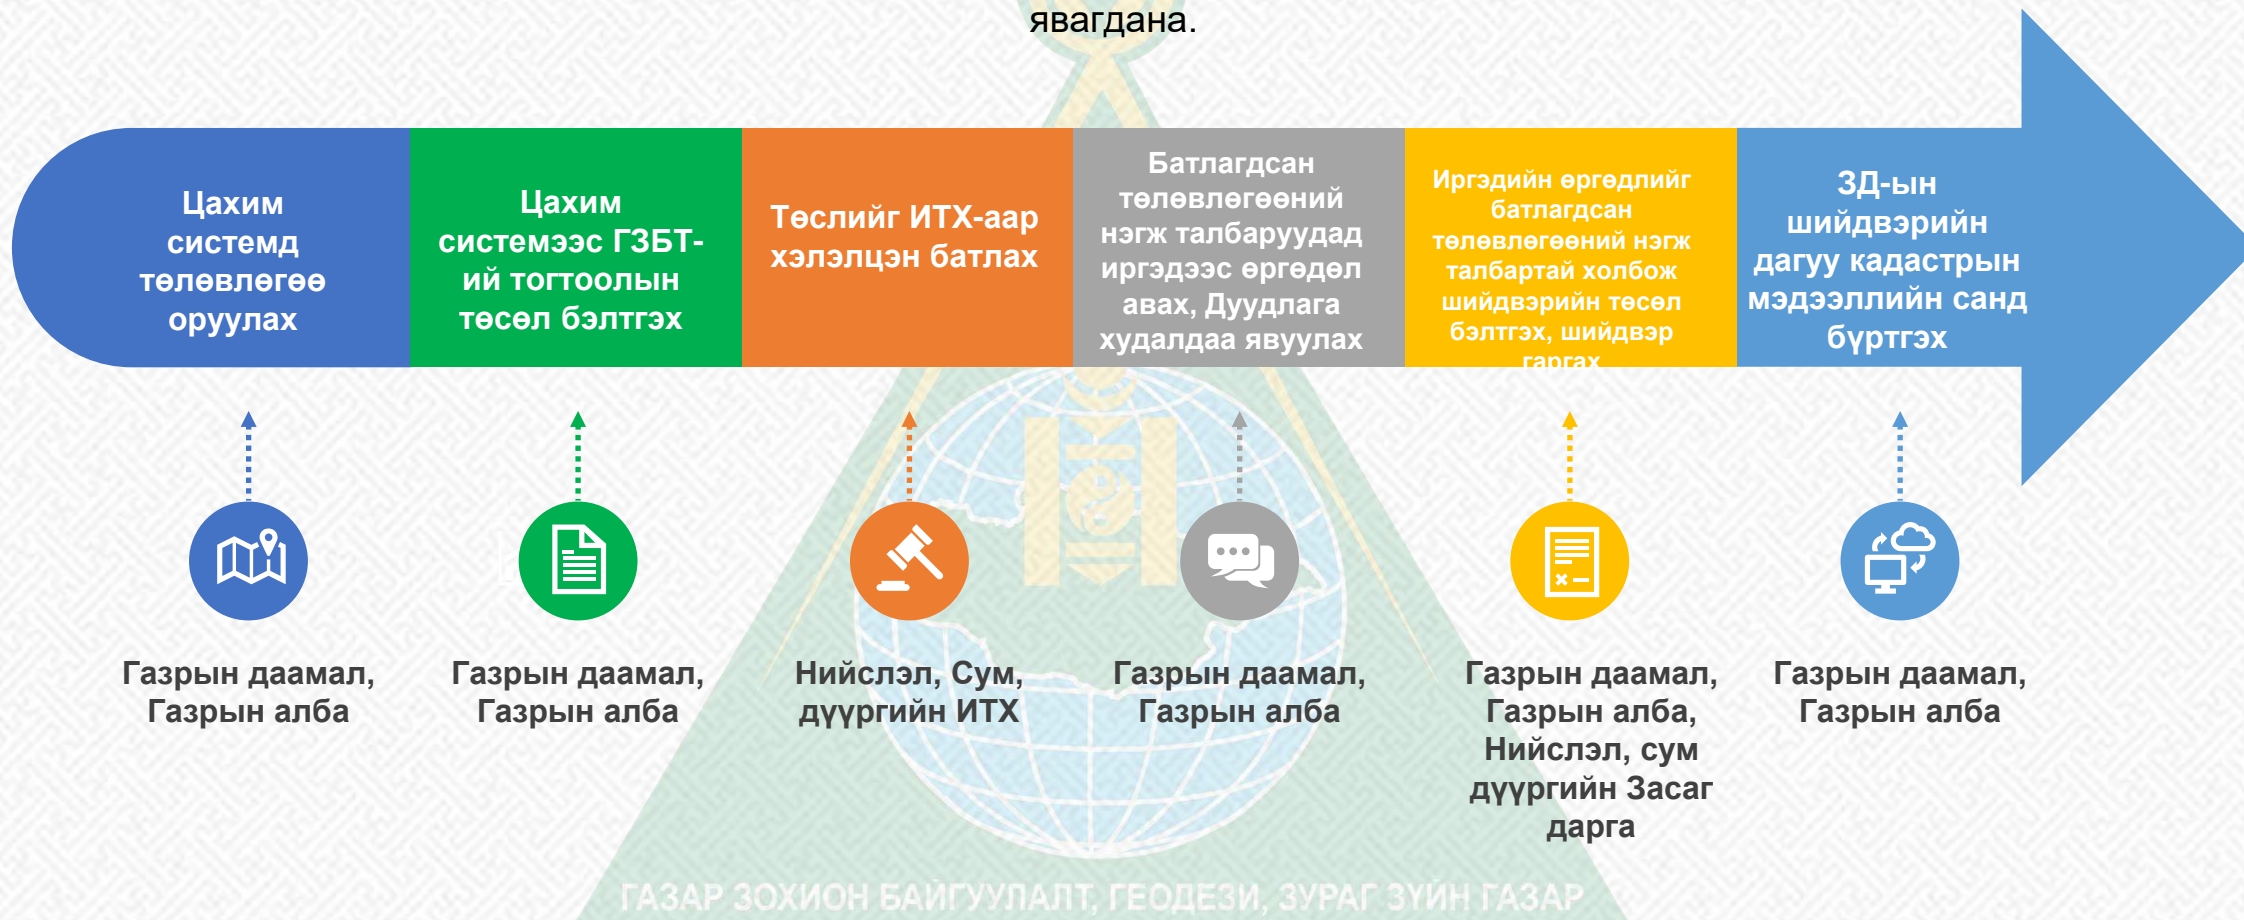 явагдана.
Цахим
системд
төлөвлөгөө
оруулах
Цахим
системээс ГЗБТ-
ий тогтоолын
төсөл бэлтгэх
Төслийг ИТХ-аар
хэлэлцэн батлах
Батлагдсан
төлөвлөгөөний
нэгж талбаруудад
иргэдээс өргөдөл
авах, Дуудлага
худалдаа явуулах
Иргэдийн өргөдлийг
батлагдсан
төлөвлөгөөний нэгж
талбартай холбож
шийдвэрийн төсөл
бэлтгэх, шийдвэр
гаргах
ЗД-ын
шийдвэрийн
дагуу кадастрын
мэдээллийн санд
бүртгэх
Газрын даамал,
Газрын алба
Газрын даамал,
Газрын алба
Нийслэл, Сум,
дүүргийн ИТХ
Газрын даамал,
Газрын алба
Газрын даамал,
Газрын алба,
Нийслэл, сум
дүүргийн Засаг
дарга
Газрын даамал,
Газрын алба
ГАЗАР ЗОХИОН БАЙГУУЛАЛТ, ГЕОДЕЗИ, ЗУРАГ ЗҮЙН ГАЗАР